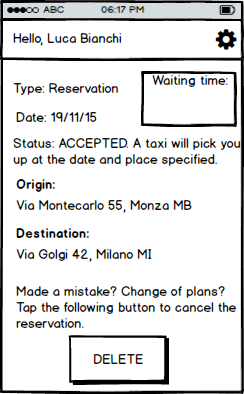 ABC 06:17 PM
Hello, Luca Bianchi
Waiting time:
Type: Reservation
Date: 19/11/15
Status: ACCEPTED. A taxi will pick you
up at the date and place specified.
Origin:
Via Montecarlo 55, Monza MB
Destination:
Via Golgi 42, Milano MI
Made a mistake? Change of plans?
Tap the following button to cancel the
reservation.
DELETE